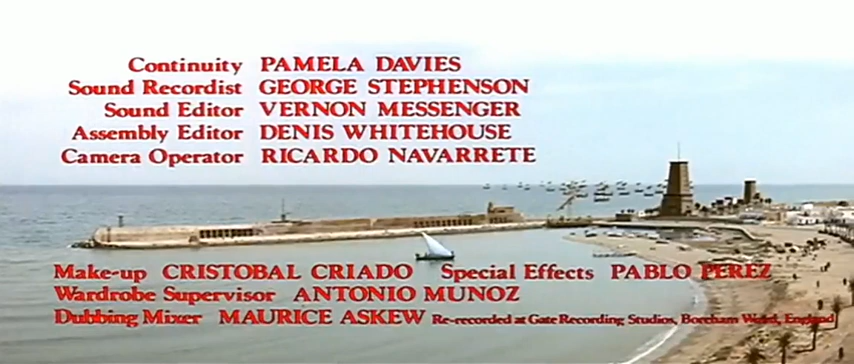 Continuity PAMELA DAVIES
Sound Recordist GEORGE STEPHENSON
Sound Editor VERNON MESSENGER
Assembly Editor DENIS WHITEHOUSE
Camera Operator RICARDO NAVARRETE
Make-up CRISTOBAL CRIADO Special Effects PABLO PEREZ
Wardrobe Supervisor ANTONIO MUNOZ
Dubbing Mixer MAURICE ASKEW Re-recorded at Gate Recording Studios, Boreham Wood, England